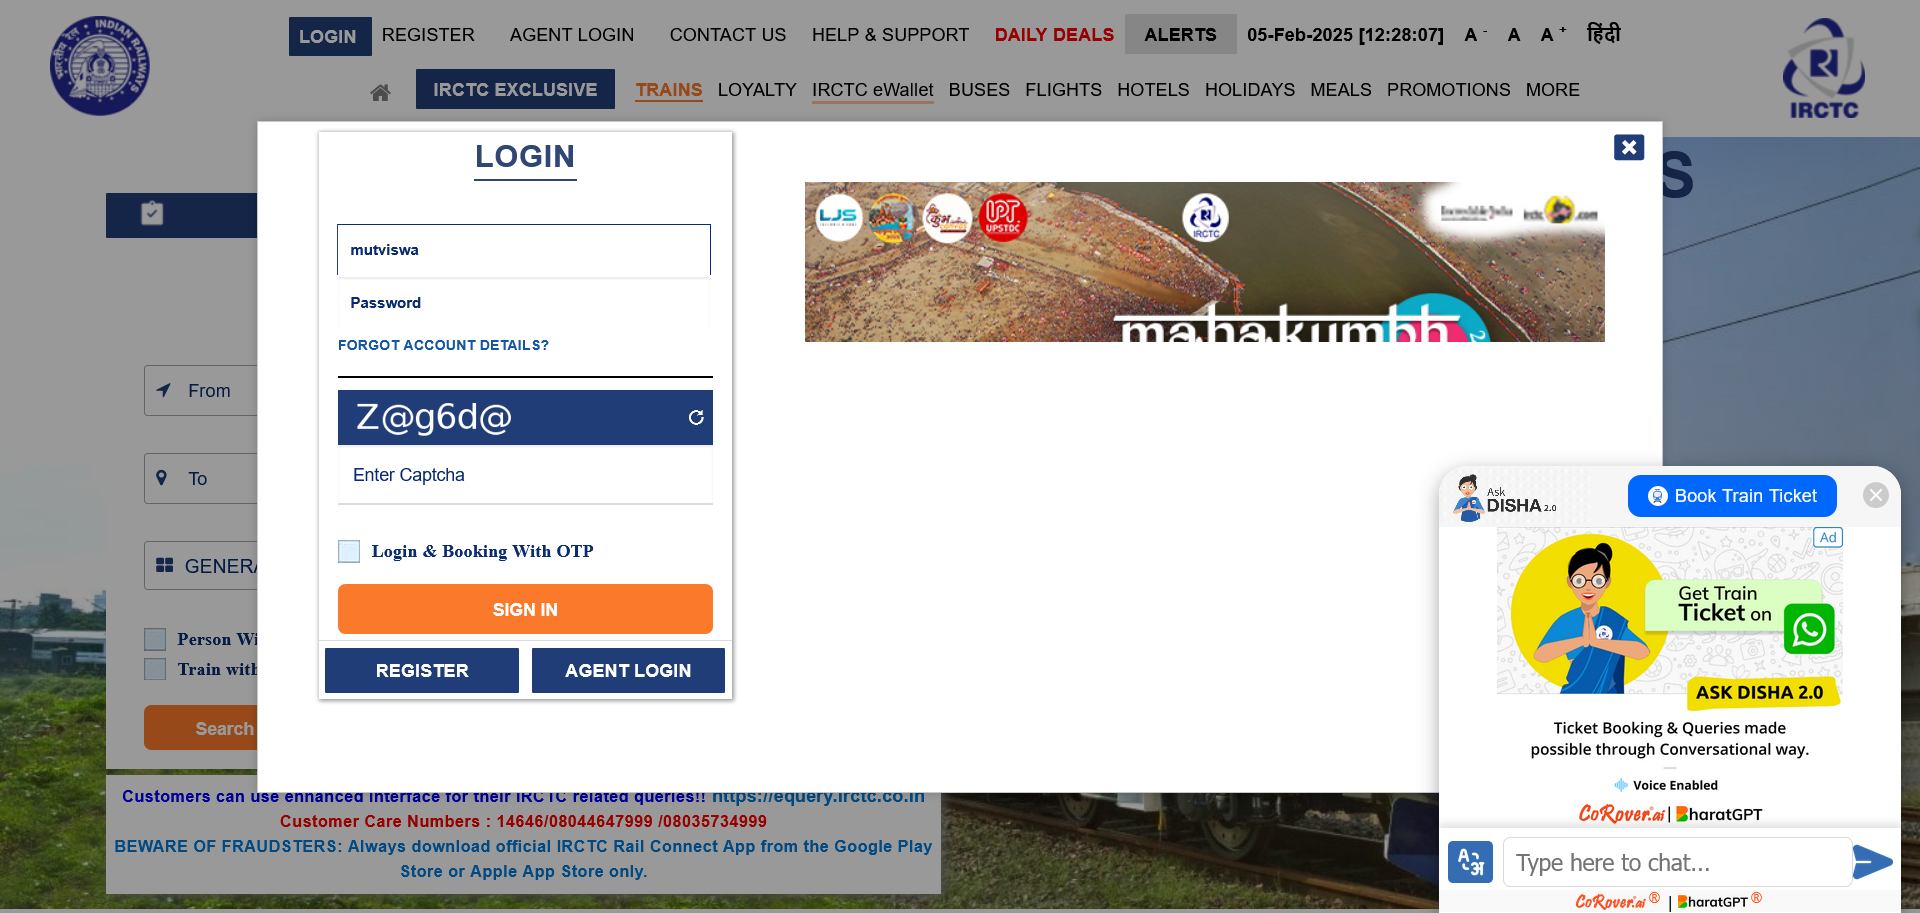 INDIAN RAILWAYS
भारतीय रेल
LOGIN
REGISTER
AGENT LOGIN
CONTACT US
HELP & SUPPORT
DAILY DEALS
ALERTS
05-Feb-2025 [12:28:07]
A -
A
A +
हिंदी
IRCTC EXCLUSIVE
TRAINS
LOYALTY
IRCTC eWallet
BUSES
FLIGHTS
HOTELS
HOLIDAYS
MEALS
PROMOTIONS
MORE
IRCTC
S
LOGIN
mutviswa
Password
FORGOT ACCOUNT DETAILS?
Z@g6d@
Enter Captcha
Login & Booking With OTP
SIGN IN
REGISTER
AGENT LOGIN
LJS
UPSTDC
IRCTC
mahakumbh
From
To
GENERA
Person Wi
Train with
Search
Customers can use enhanced interface for their IRCTC related queries!! https://equery.irctc.co.in
Customer Care Numbers : 14646/08044647999 /08035734999
BEWARE OF FRAUDSTERS: Always download official IRCTC Rail Connect App from the Google Play
Store or Apple App Store only.
Ask
DISHA 2.0
Book Train Ticket
Ad
Get Train
Ticket on
ASK DISHA 2.0
Ticket Booking & Queries made
possible through Conversational way.
Voice Enabled
CoRover.ai | BharatGPT
A अ
Type here to chat...
CoRover.ai ® | BharatGPT ®